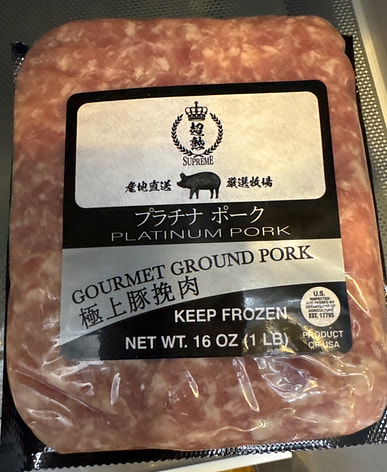 超熟
SUPREME
産地直送 厳選牧場
プラチナ ポーク
PLATINUM PORK
GOURMET GROUND PORK
極上豚挽肉
KEEP FROZEN
NET WT. 16 OZ (1 LB)
U.S.
INSPECTED
AND PASSED BY
DEPARTMENT OF
AGRICULTURE
EST. 17785
PRODUCT
OF USA